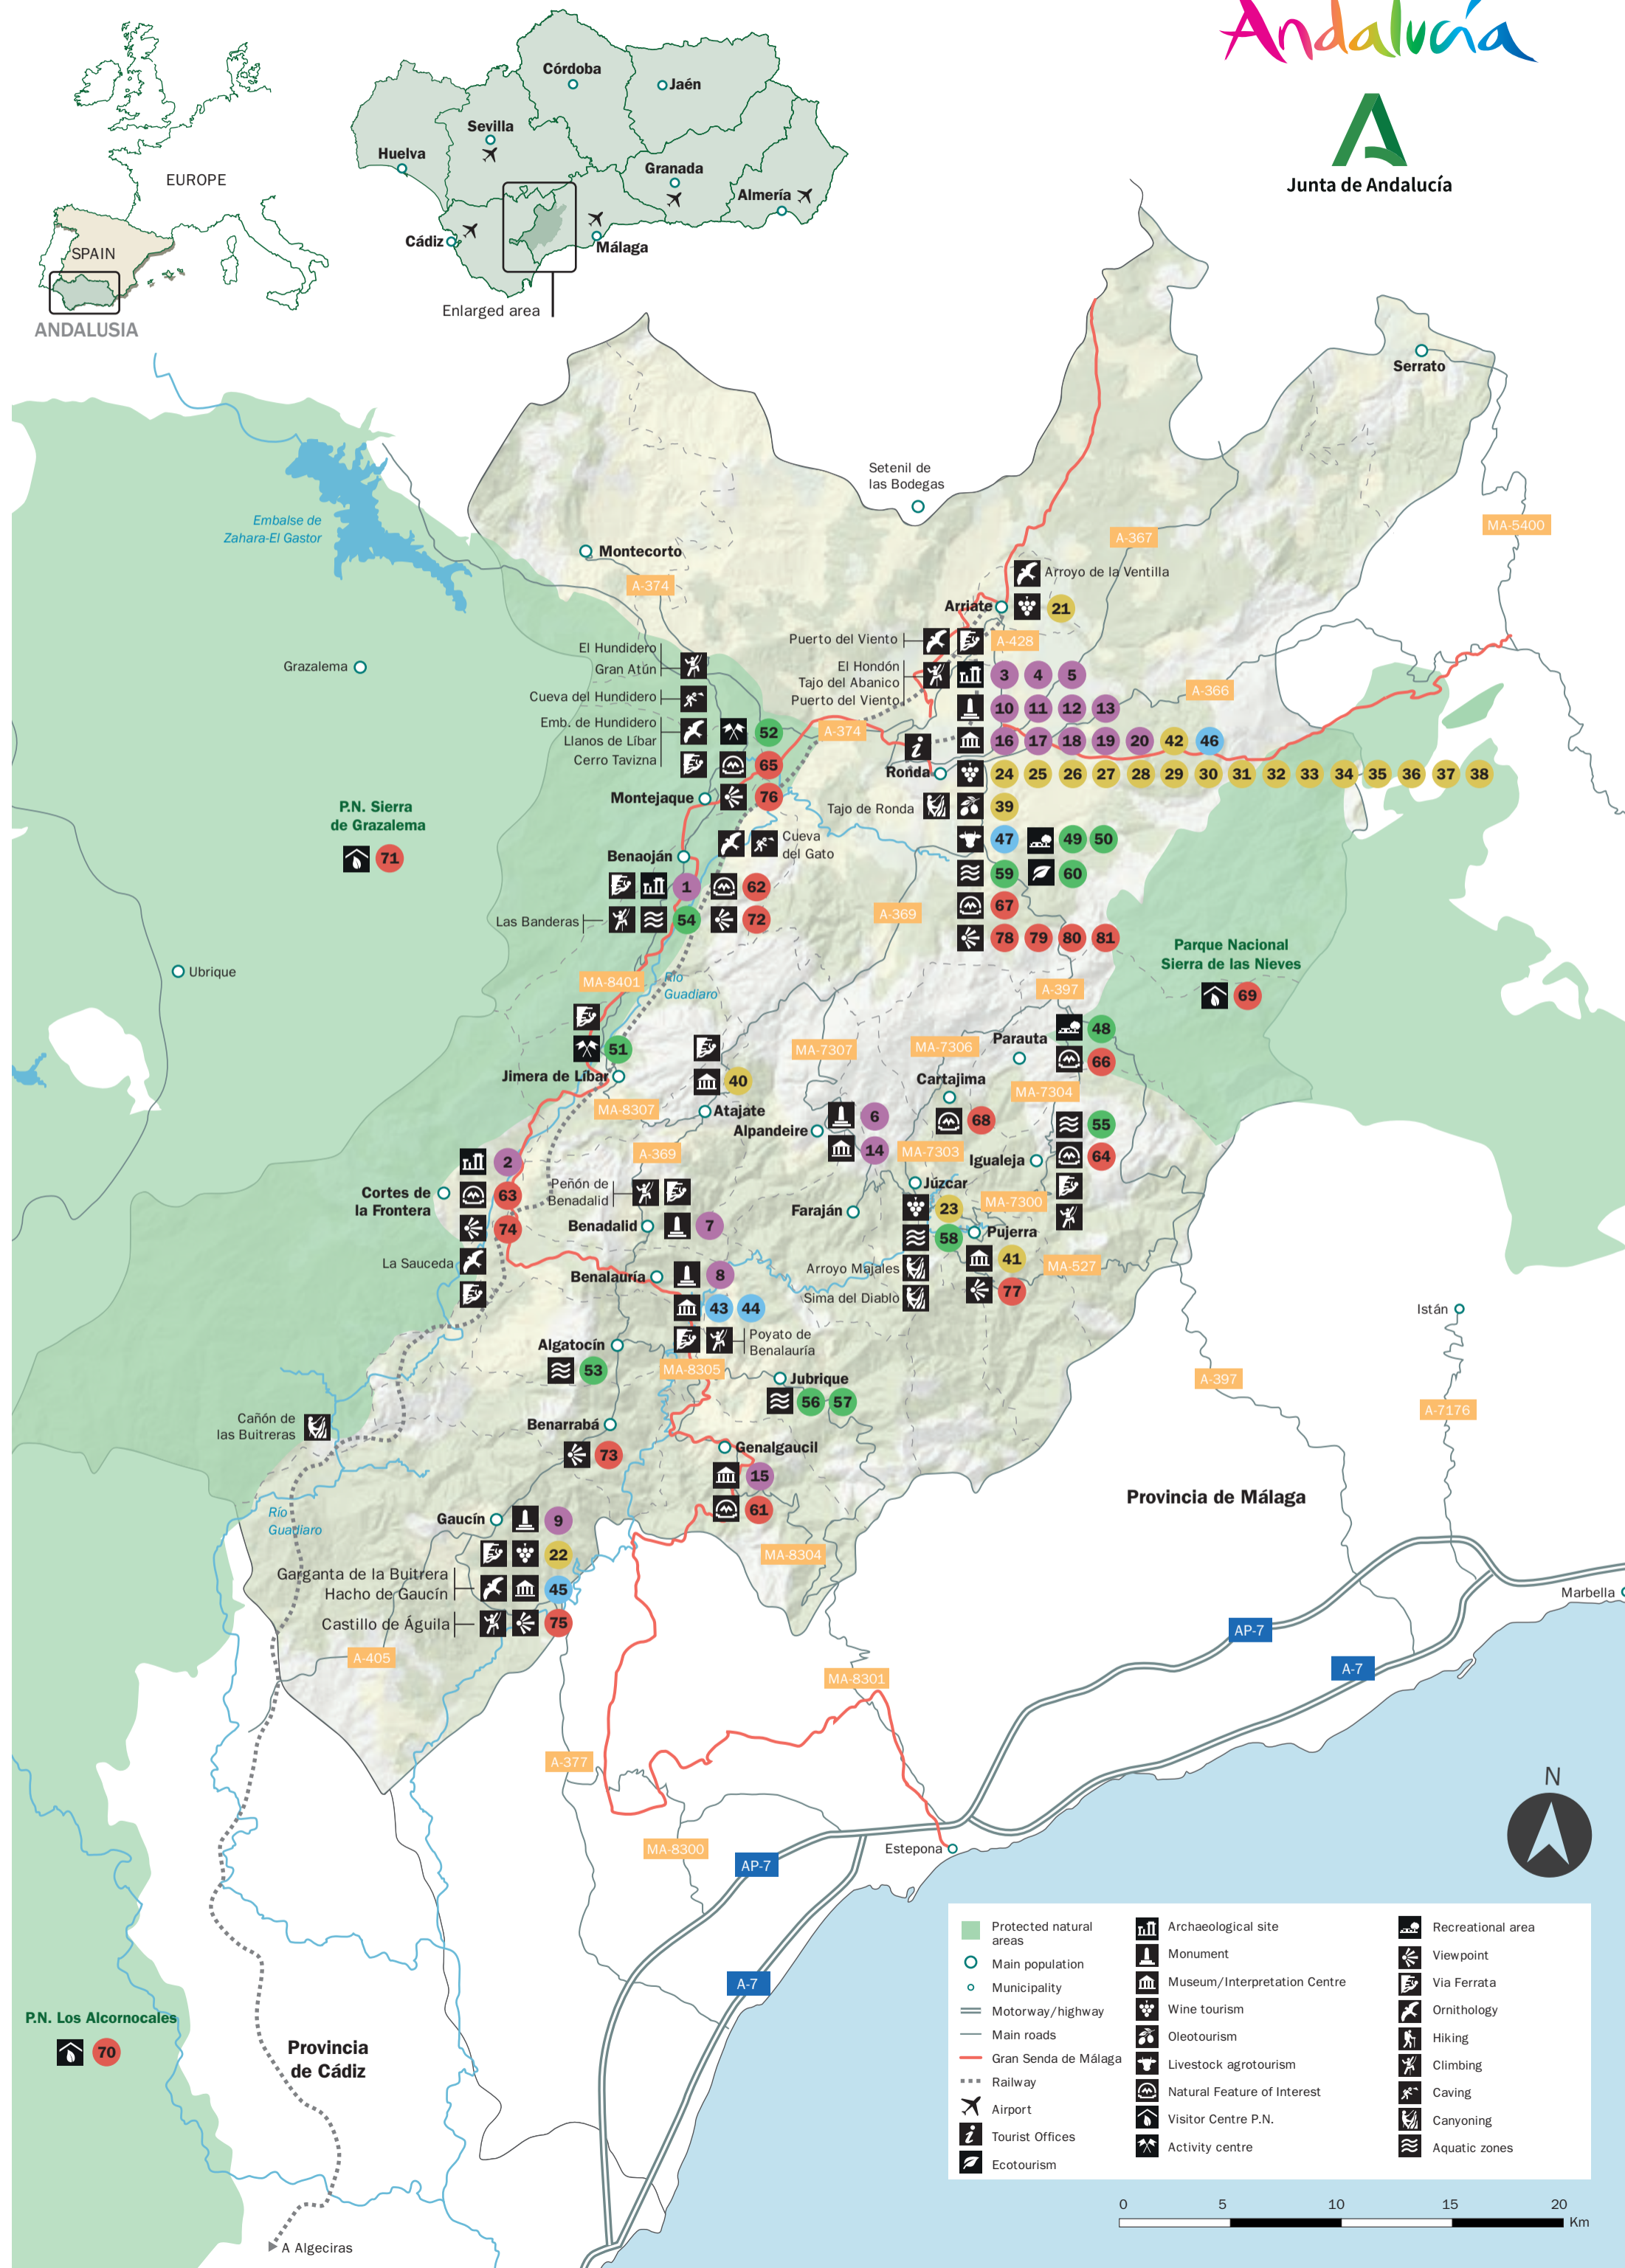 Andalucía
Junta de Andalucía
EUROPE
SPAIN
ANDALUSIA
Córdoba
Jaén
Sevilla
Huelva
Granada
Almería
Cádiz
Málaga
Enlarged area
Serrato
Setenil de
las Bodegas
Embalse de
Zahara-El Gastor
MA-5400
A-367
Montecorto
A-374
Arroyo de la Ventilla
Arriate
21
Puerto del Viento
A-428
El Hundidero
Gran Atún
Grazalema
El Hondón
Tajo del Abanico
Puerto del Viento
3 4 5
A-366
Cueva del Hundidero
10 11 12 13
Emb. de Hundidero
Llanos de Líbar
Cerro Tavizna
52
A-374
16 17 18 19 20 42 46
65
Ronda
24 25 26 27 28 29 30 31 32 33 34 35 36 37 38
Montejaque
76
Tajo de Ronda
39
P.N. Sierra
de Grazalema
71
Cueva
del Gato
47 49 50
Benaoján
59 60
1 62
67
Las Banderas
54 72
A-369
78 79 80 81
Parque Nacional
Sierra de las Nieves
69
Ubrique
MA-8401
Río
Guadiaro
A-397
48
Parauta
66
51
MA-7307
MA-7306
Jimera de Líbar
40
Cartajima
MA-7304
MA-8307
Atajate
6
68
55
Alpandeire
14
MA-7303
Igualeja
64
A-369
2
Cortes de
la Frontera
63
Peñón de
Benadalid
Júzcar
MA-7300
Faraján
23
74
Benadalid
7
58
Pujerra
La Sauceda
41
MA-527
Arroyo Majales
Benalauría
8
77
Sima del Diablo
43 44
Istán
Poyato de
Benalauría
Algatocín
53
MA-8305
Jubrique
A-397
56 57
A-7176
Cañón de
las Buitreras
Benarrabá
73
Genalgaucil
15
Provincia de Málaga
61
Río
Guadiaro
Gaucín
9
22
MA-8304
Garganta de la Buitrera
Hacho de Gaucín
45
Marbella
Castillo de Águila
75
AP-7
A-405
A-7
MA-8301
A-377
N
MA-8300
Estepona
AP-7
A-7
P.N. Los Alcornocales
70
Provincia
de Cádiz
A Algeciras
Protected natural
areas
Main population
Municipality
Motorway/highway
Main roads
Gran Senda de Málaga
Railway
Airport
Tourist Offices
Ecotourism
Archaeological site
Monument
Museum/Interpretation Centre
Wine tourism
Oleotourism
Livestock agrotourism
Natural Feature of Interest
Visitor Centre P.N.
Activity centre
Recreational area
Viewpoint
Via Ferrata
Ornithology
Hiking
Climbing
Caving
Canyoning
Aquatic zones
0 5 10 15 20
Km